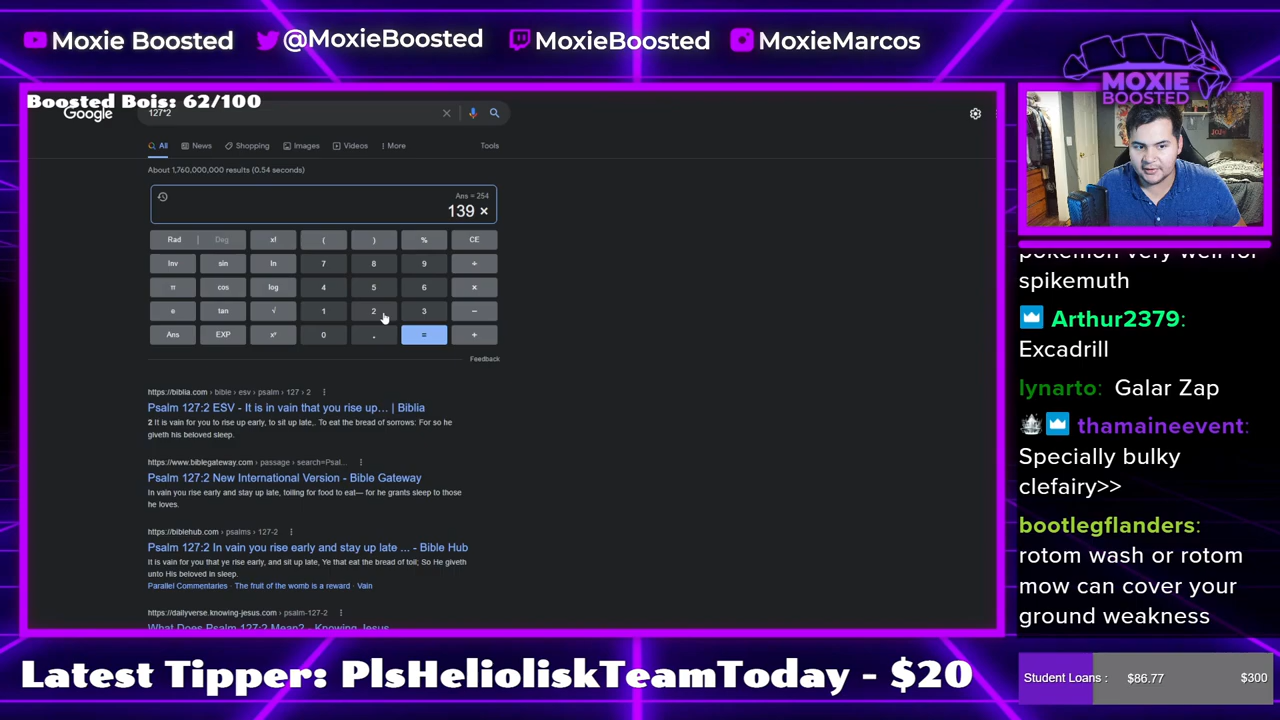 Moxie Boosted @MoxieBoosted MoxieBoosted MoxieMarcos
MOXIE
BOOSTED
Boosted Bois: 62/100
Google 127*2
All News Shopping Images Videos More Tools
About 1,760,000,000 results (0.54 seconds)
Ans = 254
139 ×
Rad Deg x! ( ) % CE
Inv sin ln 7 8 9 ÷
π cos log 4 5 6 ×
e tan √ 1 2 3 −
Ans EXP xʸ 0 . = +
Feedback
https://biblia.com › bible › esv › psalm › 127 › 2
Psalm 127:2 ESV - It is in vain that you rise up... | Biblia
2 It is vain for you to rise up early, to sit up late,. To eat the bread of sorrows: For so he
giveth his beloved sleep.
https://www.biblegateway.com › passage › search=Psal...
Psalm 127:2 New International Version - Bible Gateway
In vain you rise early and stay up late, toiling for food to eat— for he grants sleep to those
he loves.
https://biblehub.com › psalms › 127-2
Psalm 127:2 In vain you rise early and stay up late ... - Bible Hub
It is vain for you that ye rise early, and sit up late, Ye that eat the bread of toil; So He giveth
unto His beloved in sleep.
Parallel Commentaries · The fruit of the womb is a reward · Vain
https://dailyverse.knowing-jesus.com › psalm-127-2
What Does Psalm 127:2 Mean? - Knowing Jesus
pokemon very well for
spikemuth
Arthur2379:
Excadrill
lynarto: Galar Zap
thamaineevent:
Specially bulky
clefairy>>
bootlegflanders:
rotom wash or rotom
mow can cover your
ground weakness
Latest Tipper: PlsHelioliskTeamToday - $20
Student Loans : $86.77 $300